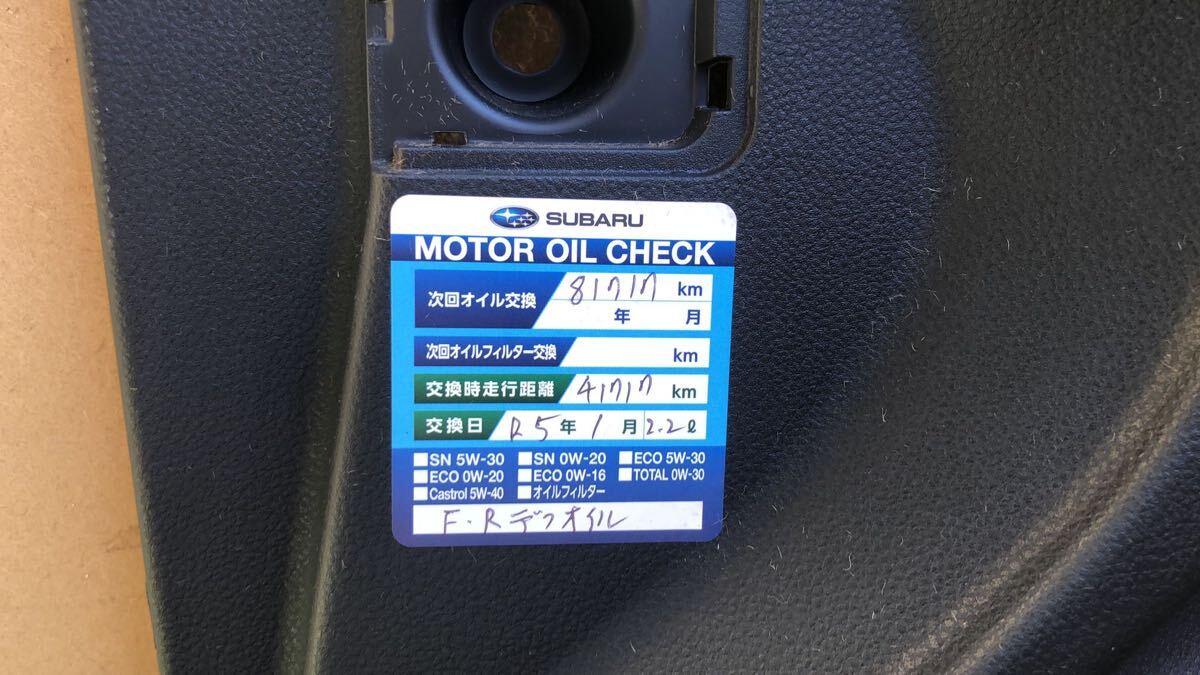 SUBARU
MOTOR OIL CHECK
次回オイル交換 81717 km
年 月
次回オイルフィルター交換 km
交換時走行距離 41717 km
交換日 R5年 1月 2.2ℓ
SN 5W-30 SN 0W-20 ECO 5W-30
ECO 0W-20 ECO 0W-16 TOTAL 0W-30
Castrol 5W-40 オイルフィルター
F・Rデフオイル